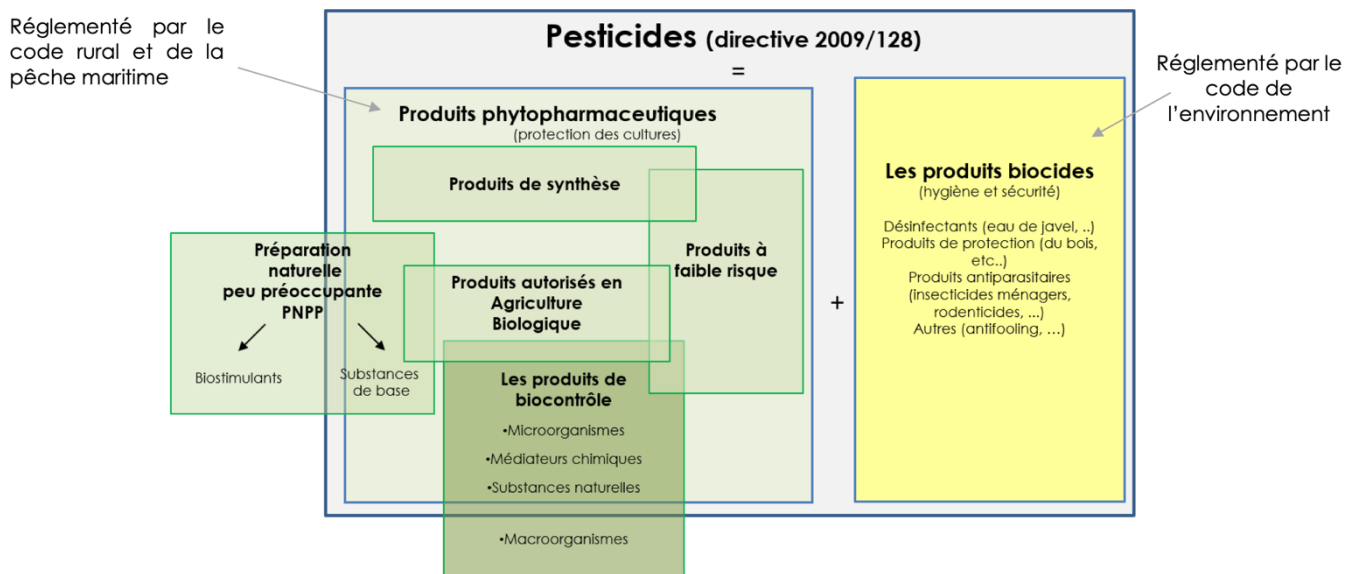 Réglementé par le
code rural et de la
pêche maritime
Pesticides (directive 2009/128)
=
Réglementé par le
code de
l'environnement
Produits phytopharmaceutiques
(protection des cultures)
Produits de synthèse
Produits à
faible risque
Préparation
naturelle
peu préoccupante
PNPP
Biostimulants
Substances
de base
Produits autorisés en
Agriculture
Biologique
Les produits de
biocontrôle
•Microorganismes
•Médiateurs chimiques
•Substances naturelles
•Macroorganismes
+
Les produits biocides
(hygiène et sécurité)
Désinfectants (eau de javel, ..)
Produits de protection (du bois,
etc..)
Produits antiparasitaires
(insecticides ménagers,
rodenticides, ...)
Autres (antifooling, …)